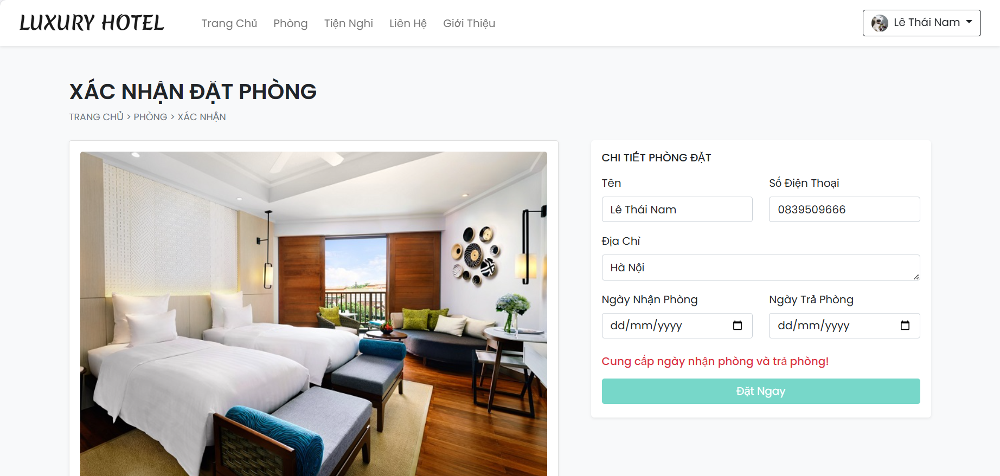 LUXURY HOTEL
Trang Chủ Phòng Tiện Nghi Liên Hệ Giới Thiệu
Lê Thái Nam
XÁC NHẬN ĐẶT PHÒNG
TRANG CHỦ > PHÒNG > XÁC NHẬN
CHI TIẾT PHÒNG ĐẶT
Tên Số Điện Thoại
Lê Thái Nam 0839509666
Địa Chỉ
Hà Nội
Ngày Nhận Phòng Ngày Trả Phòng
dd/mm/yyyy dd/mm/yyyy
Cung cấp ngày nhận phòng và trả phòng!
Đặt Ngay